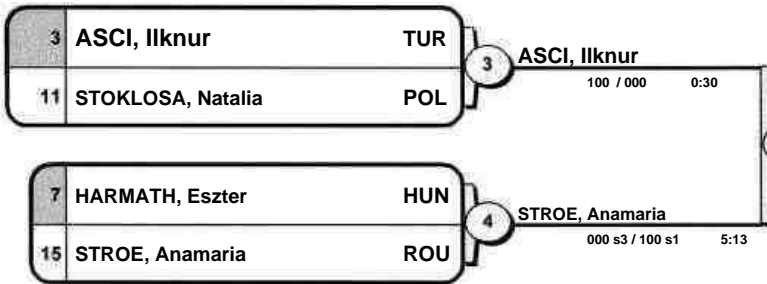 3 ASCI, Ilknur TUR
11 STOKLOSA, Natalia POL
3 ASCI, Ilknur
100 / 000 0:30
7 HARMATH, Eszter HUN
15 STROE, Anamaria ROU
4 STROE, Anamaria
000 s3 / 100 s1 5:13